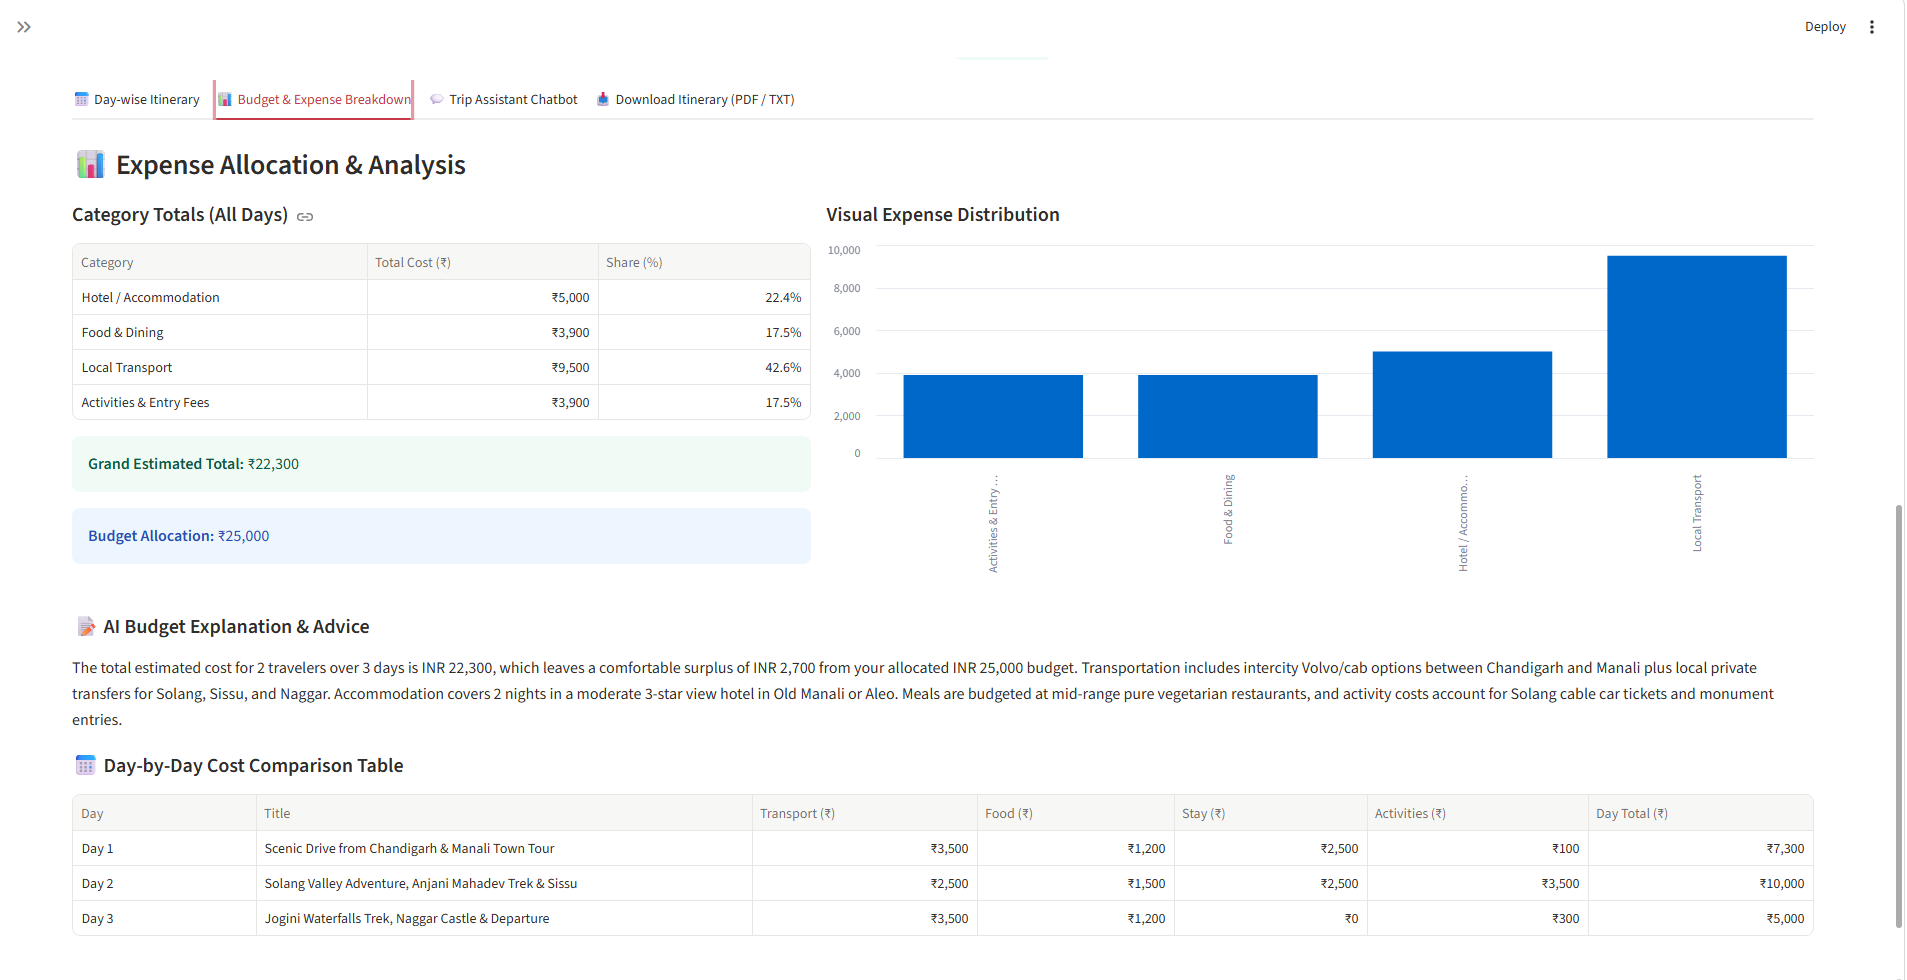 Deploy
Day-wise Itinerary Budget & Expense Breakdown Trip Assistant Chatbot Download Itinerary (PDF / TXT)
Expense Allocation & Analysis
Category Totals (All Days)
Category Total Cost (₹) Share (%)
Hotel / Accommodation ₹5,000 22.4%
Food & Dining ₹3,900 17.5%
Local Transport ₹9,500 42.6%
Activities & Entry Fees ₹3,900 17.5%
Grand Estimated Total: ₹22,300
Budget Allocation: ₹25,000
Visual Expense Distribution
10,000
8,000
6,000
4,000
2,000
0
Activities & Entry …
Food & Dining
Hotel / Accommo…
Local Transport
AI Budget Explanation & Advice
The total estimated cost for 2 travelers over 3 days is INR 22,300, which leaves a comfortable surplus of INR 2,700 from your allocated INR 25,000 budget. Transportation includes intercity Volvo/cab options between Chandigarh and Manali plus local private
transfers for Solang, Sissu, and Naggar. Accommodation covers 2 nights in a moderate 3-star view hotel in Old Manali or Aleo. Meals are budgeted at mid-range pure vegetarian restaurants, and activity costs account for Solang cable car tickets and monument
entries.
Day-by-Day Cost Comparison Table
Day Title Transport (₹) Food (₹) Stay (₹) Activities (₹) Day Total (₹)
Day 1 Scenic Drive from Chandigarh & Manali Town Tour ₹3,500 ₹1,200 ₹2,500 ₹100 ₹7,300
Day 2 Solang Valley Adventure, Anjani Mahadev Trek & Sissu ₹2,500 ₹1,500 ₹2,500 ₹3,500 ₹10,000
Day 3 Jogini Waterfalls Trek, Naggar Castle & Departure ₹3,500 ₹1,200 ₹0 ₹300 ₹5,000